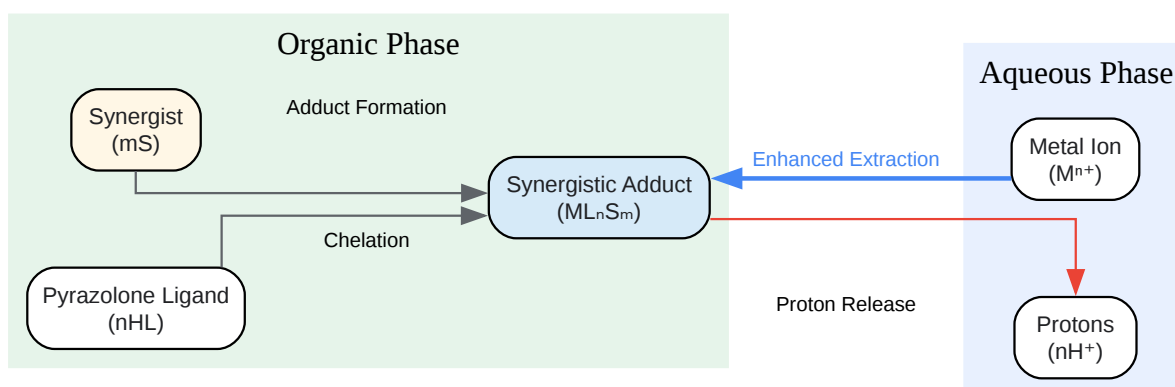 Organic Phase
Adduct Formation
Synergist
(mS)
Synergistic Adduct
(MLₙSₘ)
Chelation
Pyrazolone Ligand
(nHL)
Enhanced Extraction
Proton Release
Aqueous Phase
Metal Ion
(Mⁿ⁺)
Protons
(nH⁺)